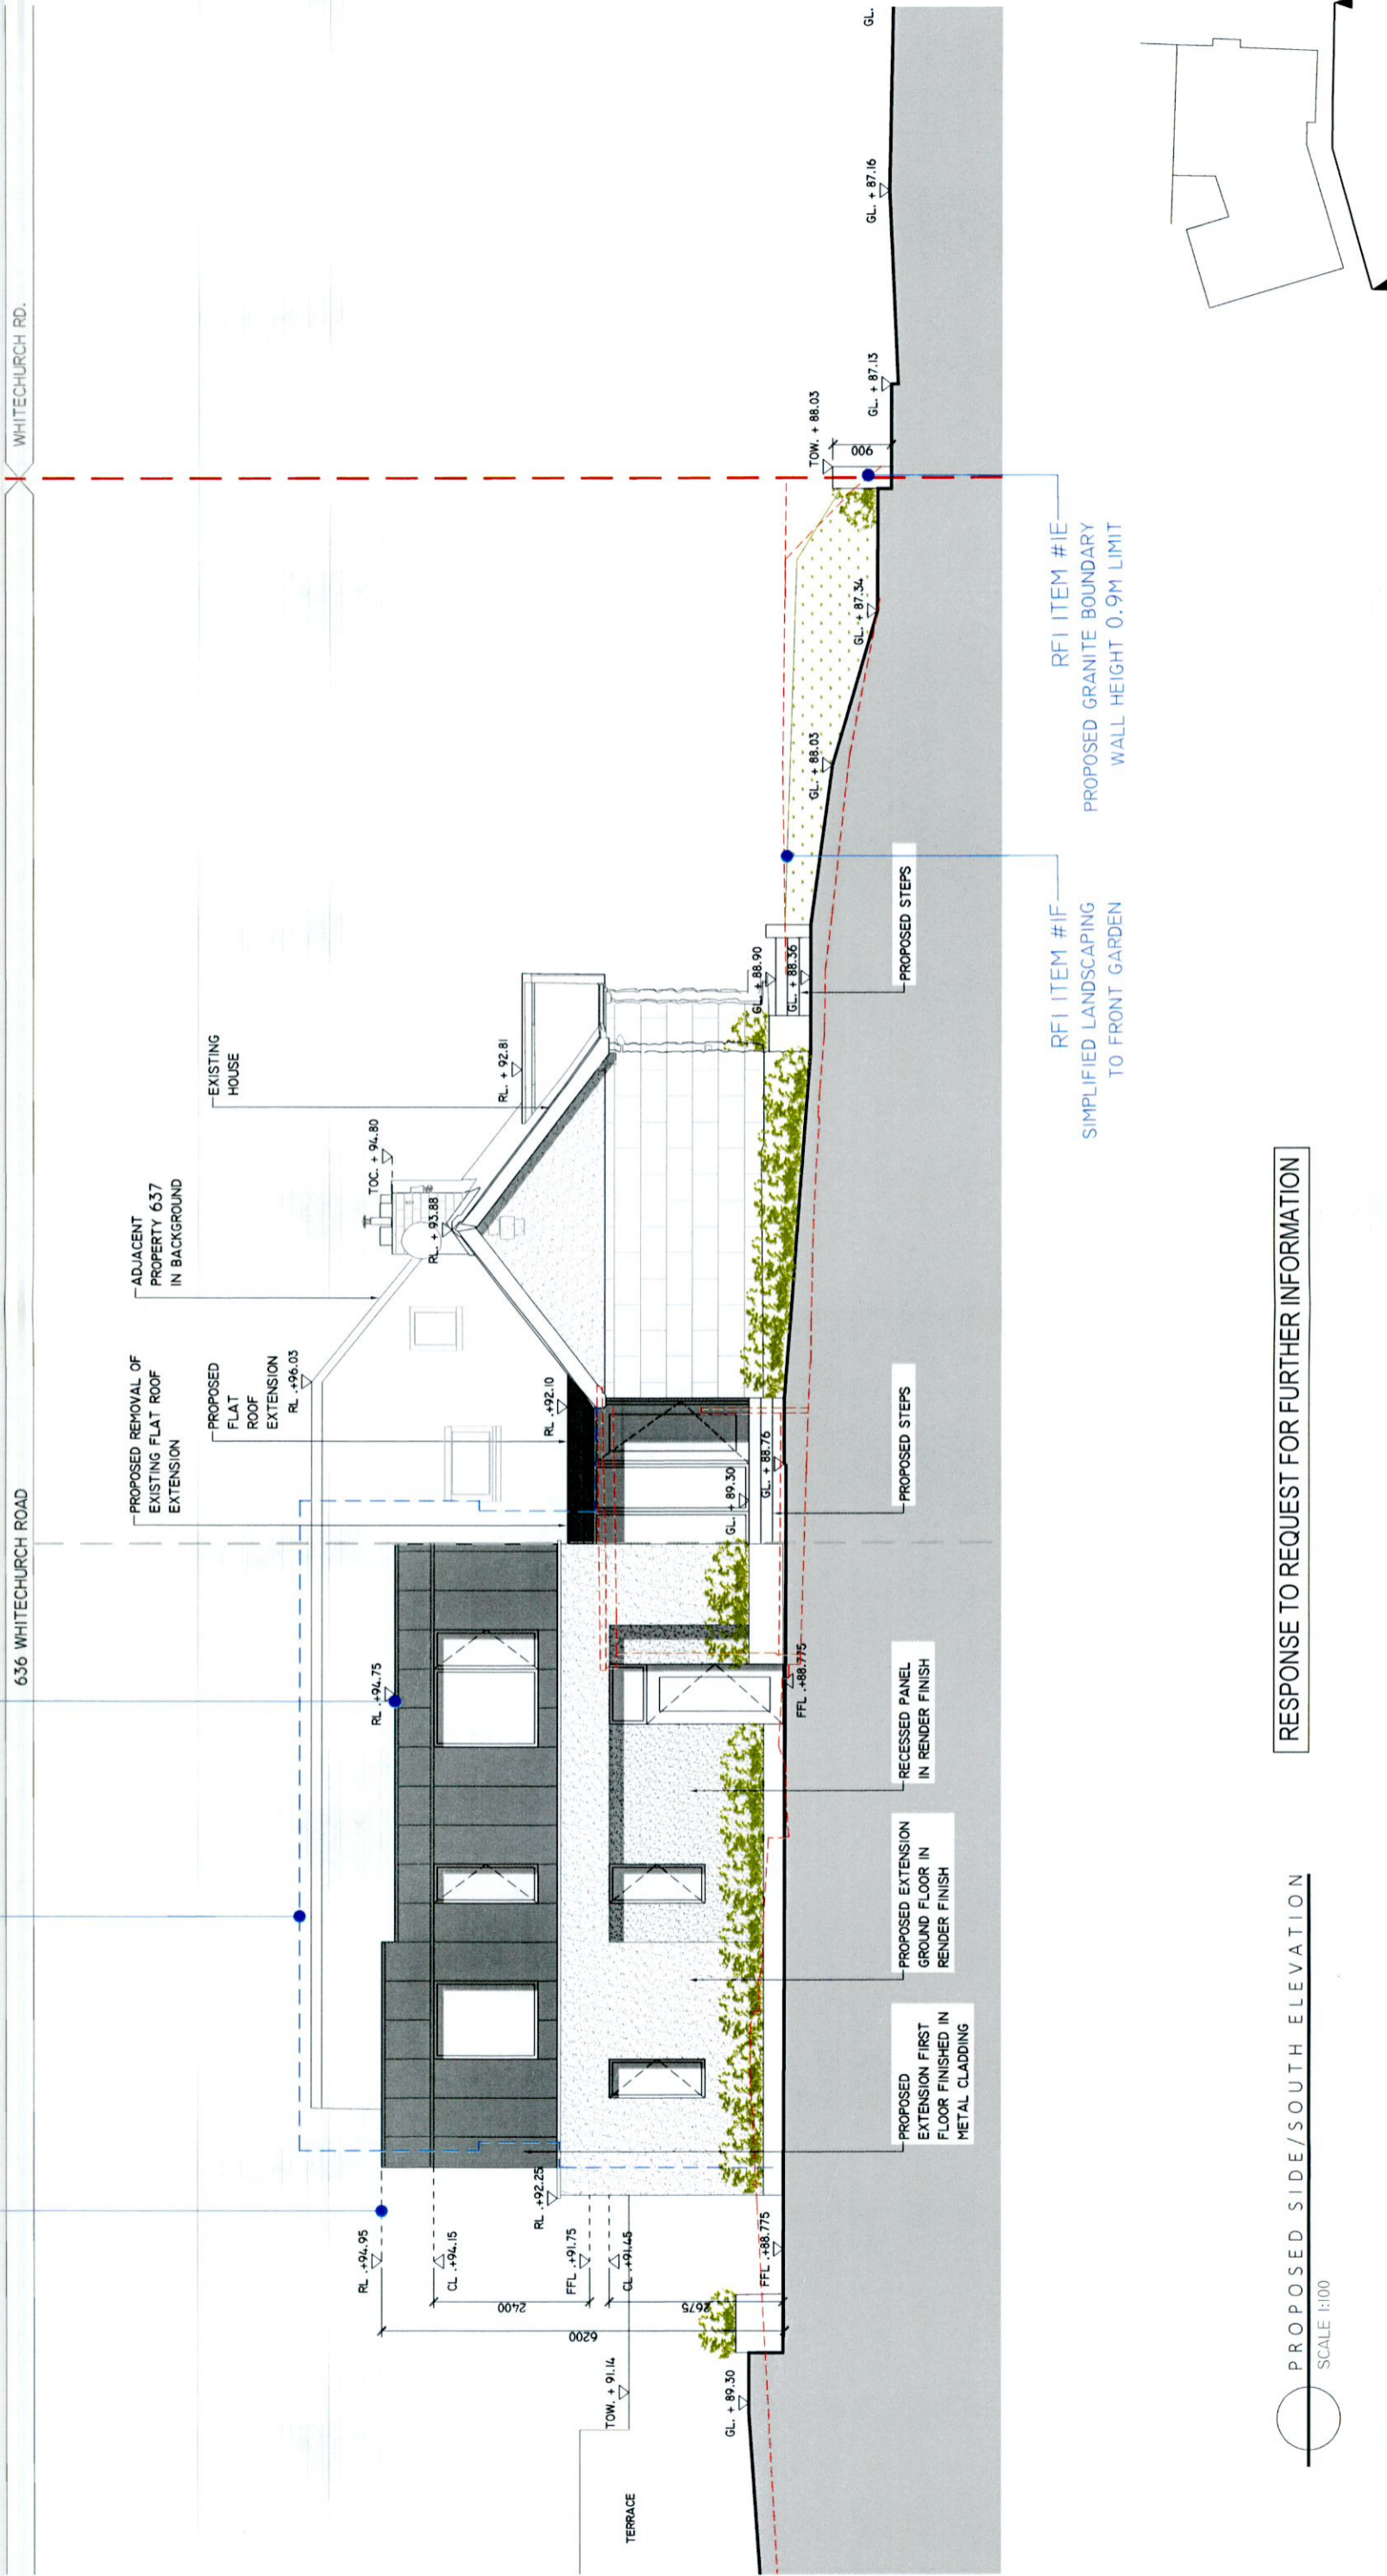 636 WHITECHURCH ROAD
WHITECHURCH RD.
ADJACENT
PROPERTY 637
IN BACKGROUND
EXISTING
HOUSE
PROPOSED REMOVAL OF
EXISTING FLAT ROOF
EXTENSION
PROPOSED
FLAT
ROOF
EXTENSION
RL .+96.03
TOC. + 94.80
RL. + 93.88
RL. + 92.81
RL .+94.95
RL .+94.75
CL .+94.15
RL .+92.25
RL .+92.10
FFL .+91.75
CL .+91.45
2400
2675
6200
TOW. + 91.14
TERRACE
GL. + 89.30
FFL .+88.775
FFL .+88.775
GL. + 89.30
GL. + 88.76
GL. + 88.90
GL. + 88.36
GL. + 88.03
GL. + 87.34
TOW. + 88.03
900
GL. + 87.13
GL. + 87.16
GL.
PROPOSED
EXTENSION FIRST
FLOOR FINISHED IN
METAL CLADDING
PROPOSED EXTENSION
GROUND FLOOR IN
RENDER FINISH
RECESSED PANEL
IN RENDER FINISH
PROPOSED STEPS
PROPOSED STEPS
RFI ITEM #1F
SIMPLIFIED LANDSCAPING
TO FRONT GARDEN
RFI ITEM #1E
PROPOSED GRANITE BOUNDARY
WALL HEIGHT 0.9M LIMIT
PROPOSED SIDE/SOUTH ELEVATION
SCALE 1:100
RESPONSE TO REQUEST FOR FURTHER INFORMATION